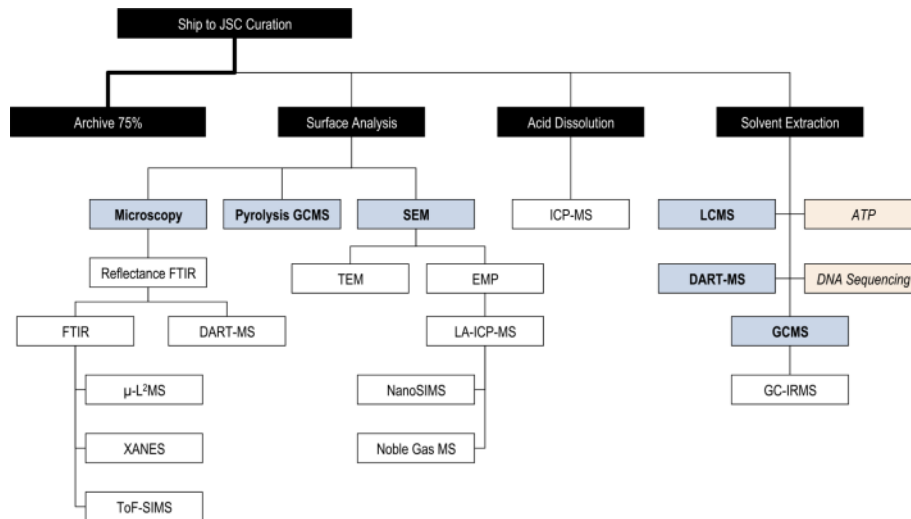 Ship to JSC Curation
Archive 75%
Surface Analysis
Acid Dissolution
Solvent Extraction
Microscopy
Pyrolysis GCMS
SEM
ICP-MS
LCMS
ATP
Reflectance FTIR
TEM
EMP
DART-MS
DNA Sequencing
FTIR
DART-MS
LA-ICP-MS
GCMS
µ-L²MS
NanoSIMS
GC-IRMS
XANES
Noble Gas MS
ToF-SIMS